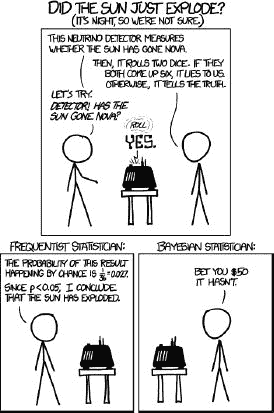 DID THE SUN JUST EXPLODE?
(IT'S NIGHT, SO WE'RE NOT SURE.)
THIS NEUTRINO DETECTOR MEASURES
WHETHER THE SUN HAS GONE NOVA.
THEN, IT ROLLS TWO DICE. IF THEY
BOTH COME UP SIX, IT LIES TO US.
OTHERWISE, IT TELLS THE TRUTH.
LET'S TRY.
DETECTOR! HAS THE
SUN GONE NOVA?
ROLL
YES.
FREQUENTIST STATISTICIAN:
THE PROBABILITY OF THIS RESULT
HAPPENING BY CHANCE IS 1/36=0.027.
SINCE p<0.05, I CONCLUDE
THAT THE SUN HAS EXPLODED.
BAYESIAN STATISTICIAN:
BET YOU $50
IT HASN'T.